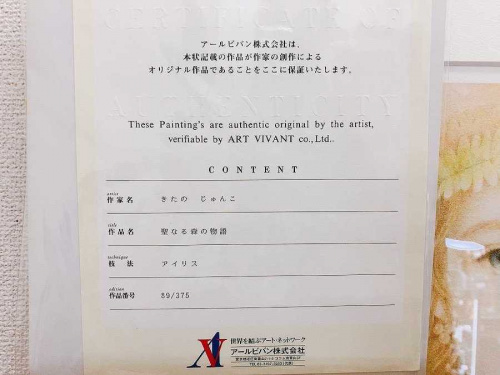 CERTIFICATE OF
アールビバン株式会社は、
本状記載の作品が作家の創作による
オリジナル作品であることをここに保証いたします。
These Painting's are authentic original by the artist,
verifiable by ART VIVANT co.,Ltd..
CONTENT
artist
作家名 きたの じゅんこ
title
作品名 聖なる森の物語
technique
技法 アイリス
edition
作品番号 89/375
世界を結ぶアート・ネットワーク
アールビバン株式会社